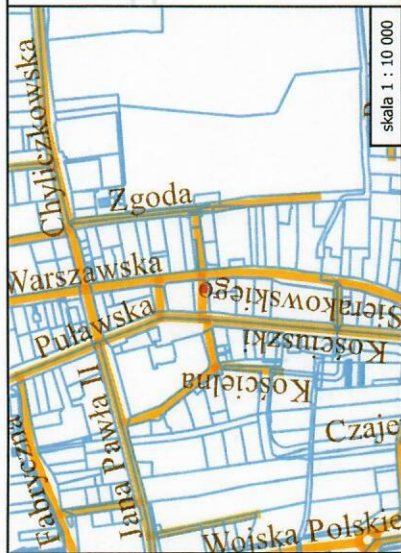 Chyliczkowska
skala 1 : 10 000
Zgoda
Warszawska
Sierakowskiego
Puławska
Kościuszki
Kościelna
Jana Pawła II
Fabryczna
Czaje
Wojska Polskie